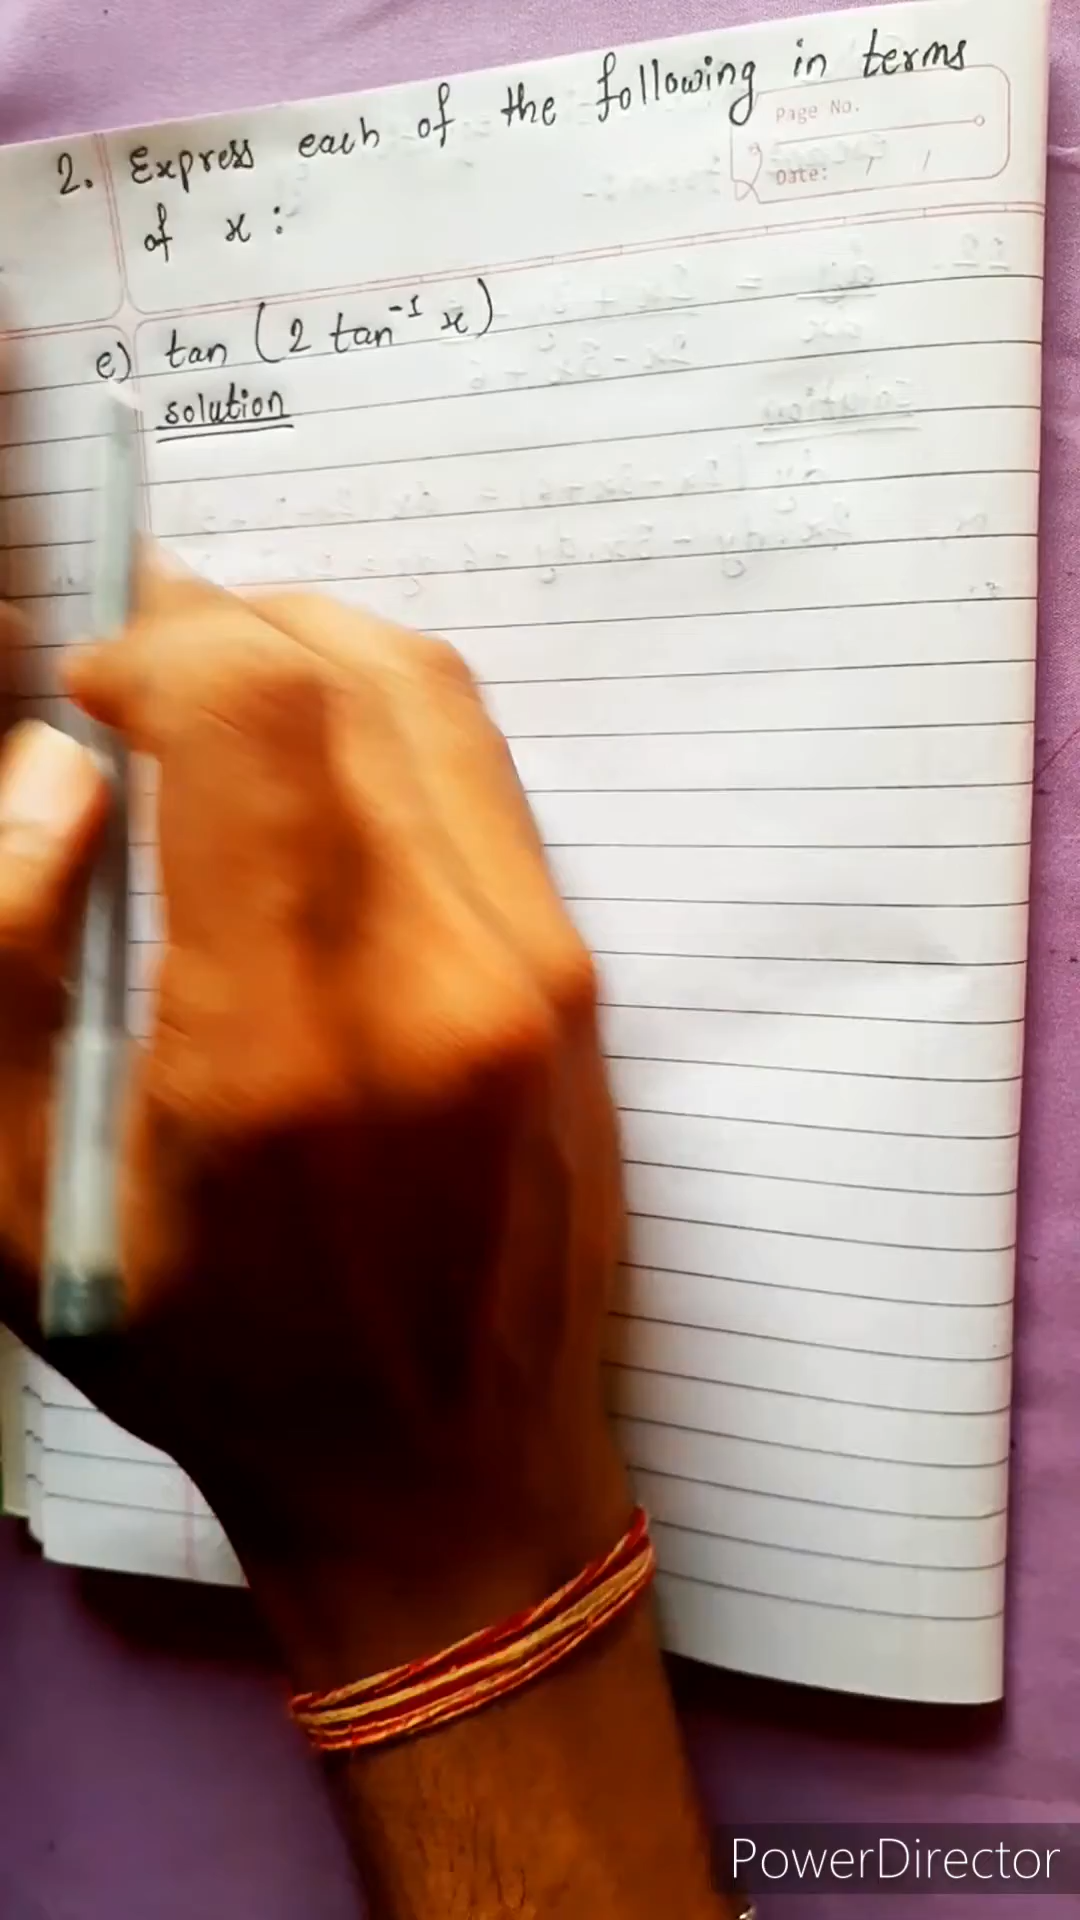 2. Express each of the following in terms
Page No.
Date: / /
of x :
e) tan (2 tan⁻¹ x)
solution
PowerDirector